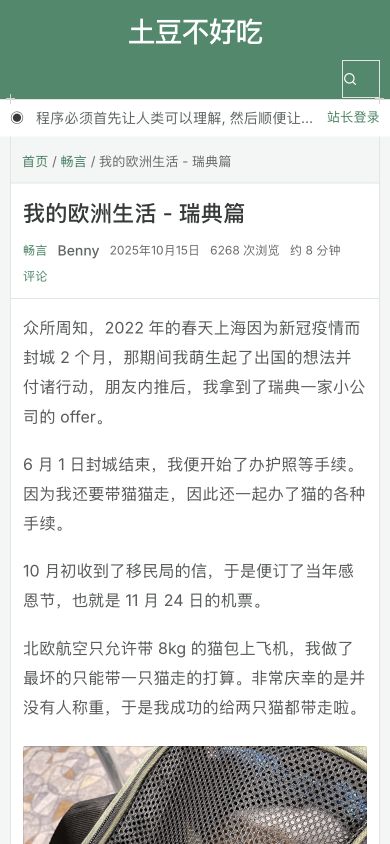 土豆不好吃
程序必须首先让人类可以理解, 然后顺便让... 站长登录
首页 / 畅言 / 我的欧洲生活 - 瑞典篇
我的欧洲生活 - 瑞典篇
畅言 Benny 2025年10月15日 6268 次浏览 约 8 分钟
评论
众所周知，2022 年的春天上海因为新冠疫情而
封城 2 个月，那期间我萌生起了出国的想法并
付诸行动，朋友内推后，我拿到了瑞典一家小公
司的 offer。
6 月 1 日封城结束，我便开始了办护照等手续。
因为我还要带猫猫走，因此还一起办了猫的各种
手续。
10 月初收到了移民局的信，于是便订了当年感
恩节，也就是 11 月 24 日的机票。
北欧航空只允许带 8kg 的猫包上飞机，我做了
最坏的只能带一只猫走的打算。非常庆幸的是并
没有人称重，于是我成功的给两只猫都带走啦。